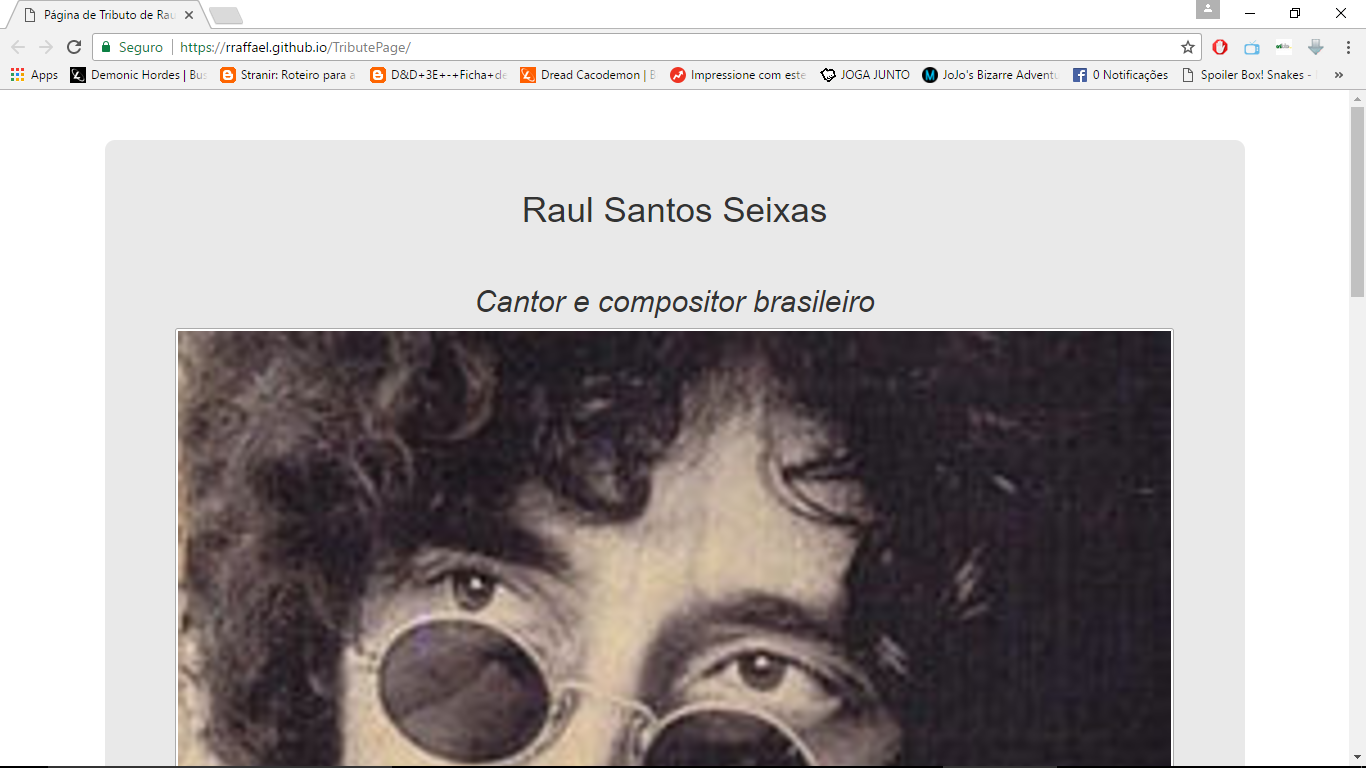 Página de Tributo de Rau
Seguro https://rraffael.github.io/TributePage/
Apps Demonic Hordes | Bus Stranir: Roteiro para a D&D+3E+-+Ficha+de Dread Cacodemon | B Impressione com este JOGA JUNTO JoJo's Bizarre Adventu 0 Notificações Spoiler Box! Snakes - »
Raul Santos Seixas
Cantor e compositor brasileiro